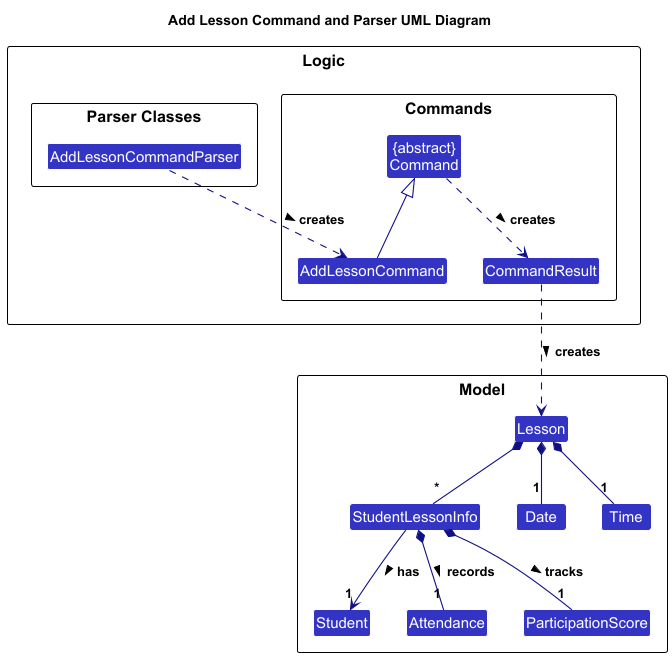 Add Lesson Command and Parser UML Diagram
Logic
Parser Classes
Commands
AddLessonCommandParser
{abstract}
Command
creates
creates
AddLessonCommand
CommandResult
creates
Model
Lesson
*
1
1
StudentLessonInfo
Date
Time
has
records
tracks
1
1
1
Student
Attendance
ParticipationScore